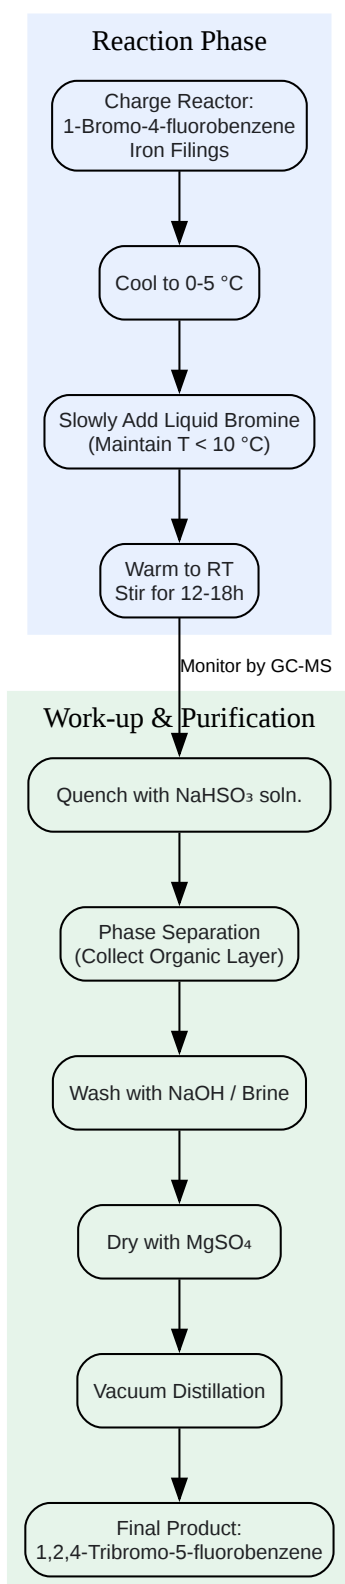 Reaction Phase
Charge Reactor:
1-Bromo-4-fluorobenzene
Iron Filings
Cool to 0-5 °C
Slowly Add Liquid Bromine
(Maintain T < 10 °C)
Warm to RT
Stir for 12-18h
Monitor by GC-MS
Work-up & Purification
Quench with NaHSO₃ soln.
Phase Separation
(Collect Organic Layer)
Wash with NaOH / Brine
Dry with MgSO₄
Vacuum Distillation
Final Product:
1,2,4-Tribromo-5-fluorobenzene